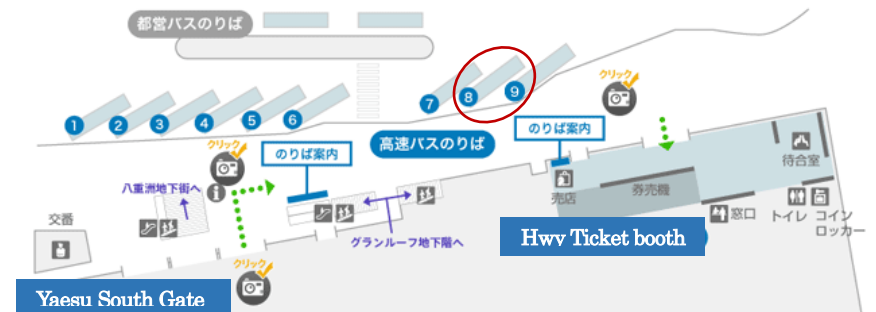 都営バスのりば
クリック
1
2
3
4
5
6
7
8
9
クリック
のりば案内
高速バスのりば
のりば案内
八重洲地下街へ
待合室
売店
券売機
交番
グランルーフ地下階へ
窓口
トイレ
コイン
ロッカー
Hwv Ticket booth
クリック
Yaesu South Gate